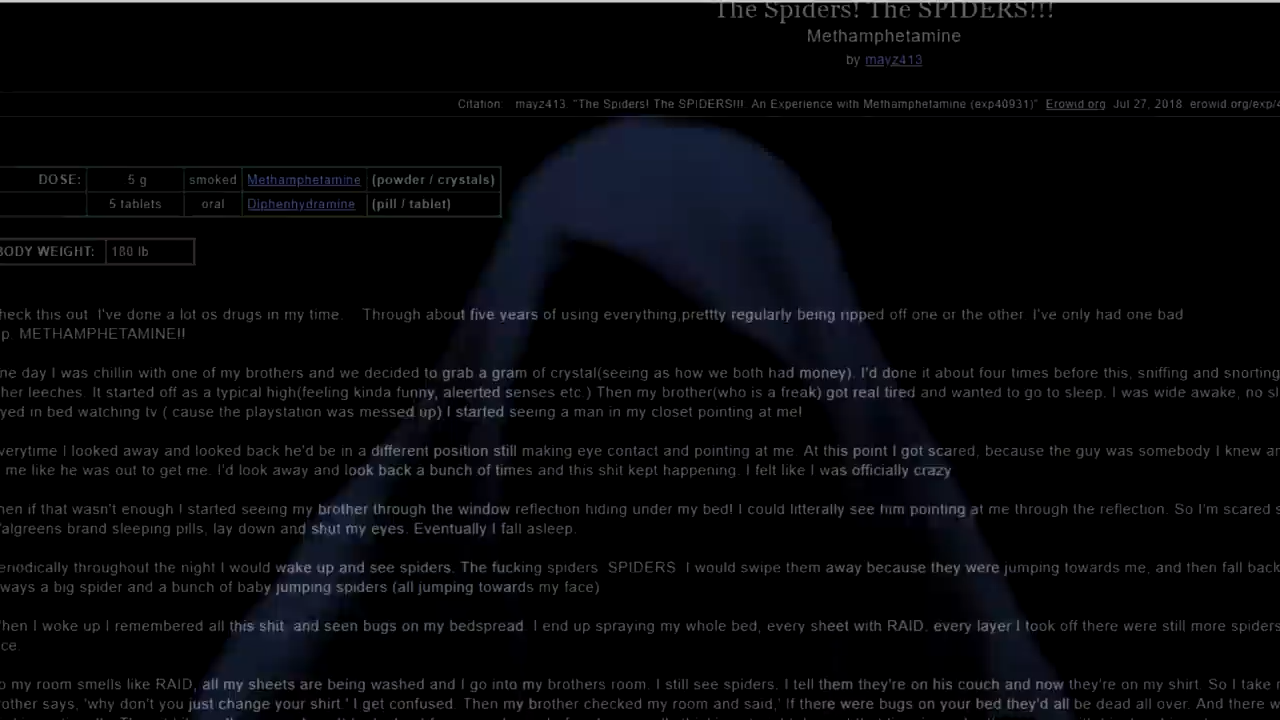 The Spiders! The SPIDERS!!!
Methamphetamine
by mayz413
Citation: mayz413. "The Spiders! The SPIDERS!!!: An Experience with Methamphetamine (exp40931)". Erowid.org. Jul 27, 2018. erowid.org/exp/4
DOSE: 5 g smoked Methamphetamine (powder / crystals)
5 tablets oral Diphenhydramine (pill / tablet)
BODY WEIGHT: 180 lb
heck this out. I've done a lot os drugs in my time. Through about five years of using everything,prettty regularly being ripped off one or the other. I've only had one bad
p. METHAMPHETAMINE!!
ne day I was chillin with one of my brothers and we decided to grab a gram of crystal(seeing as how we both had money). I'd done it about four times before this, sniffing and snorting
her leeches. It started off as a typical high(feeling kinda funny, aleerted senses etc.) Then my brother(who is a freak) got real tired and wanted to go to sleep. I was wide awake, no sl
yed in bed watching tv ( cause the playstation was messed up) I started seeing a man in my closet pointing at me!
verytime I looked away and looked back he'd be in a different position still making eye contact and pointing at me. At this point I got scared, because the guy was somebody I knew an
me like he was out to get me. I'd look away and look back a bunch of times and this shit kept happening. I felt like I was officially crazy.
hen if that wasn't enough I started seeing my brother through the window reflection hiding under my bed! I could litterally see him pointing at me through the reflection. So I'm scared s
algreens brand sleeping pills, lay down and shut my eyes. Eventually I fall asleep.
eriodically throughout the night I would wake up and see spiders. The fucking spiders. SPIDERS. I would swipe them away because they were jumping towards me, and then fall back
ways a big spider and a bunch of baby jumping spiders (all jumping towards my face)
hen I woke up I remembered all this shit, and seen bugs on my bedspread. I end up spraying my whole bed, every sheet with RAID. every layer I took off there were still more spiders
ce.
o my room smells like RAID, all my sheets are being washed and I go into my brothers room. I still see spiders. I tell them they're on his couch and now they're on my shirt. So I take
other says, 'why don't you just change your shirt.' I get confused. Then my brother checked my room and said,' If there were bugs on your bed they'd all be dead all over. And there w